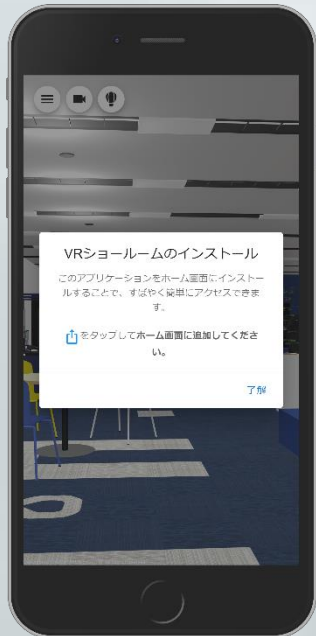 VRショールームのインストール
このアプリケーションをホーム画面にインストー
ルすることで、すばやく簡単にアクセスできま
す。
をタップしてホーム画面に追加してくださ
い。
了解